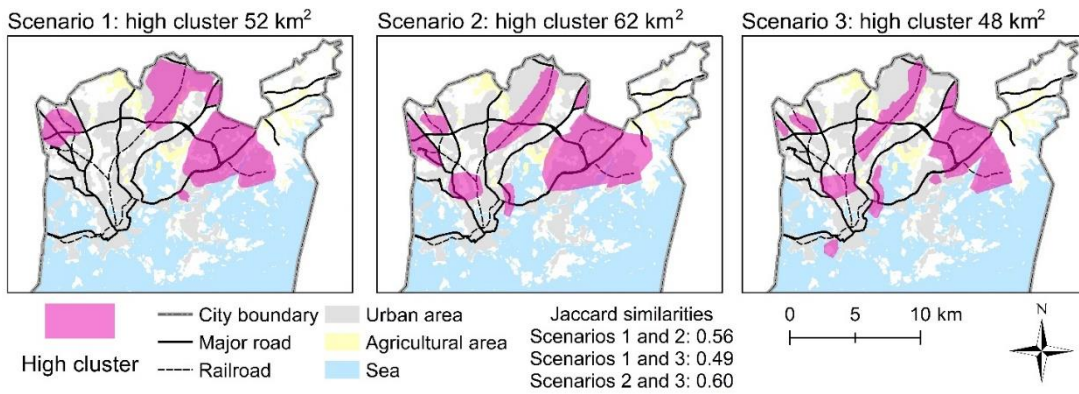 Scenario 1: high cluster 52 km²
Scenario 2: high cluster 62 km²
Scenario 3: high cluster 48 km²
High cluster
City boundary
Major road
Railroad
Urban area
Agricultural area
Sea
Jaccard similarities
Scenarios 1 and 2: 0.56
Scenarios 1 and 3: 0.49
Scenarios 2 and 3: 0.60
0 5 10 km
N